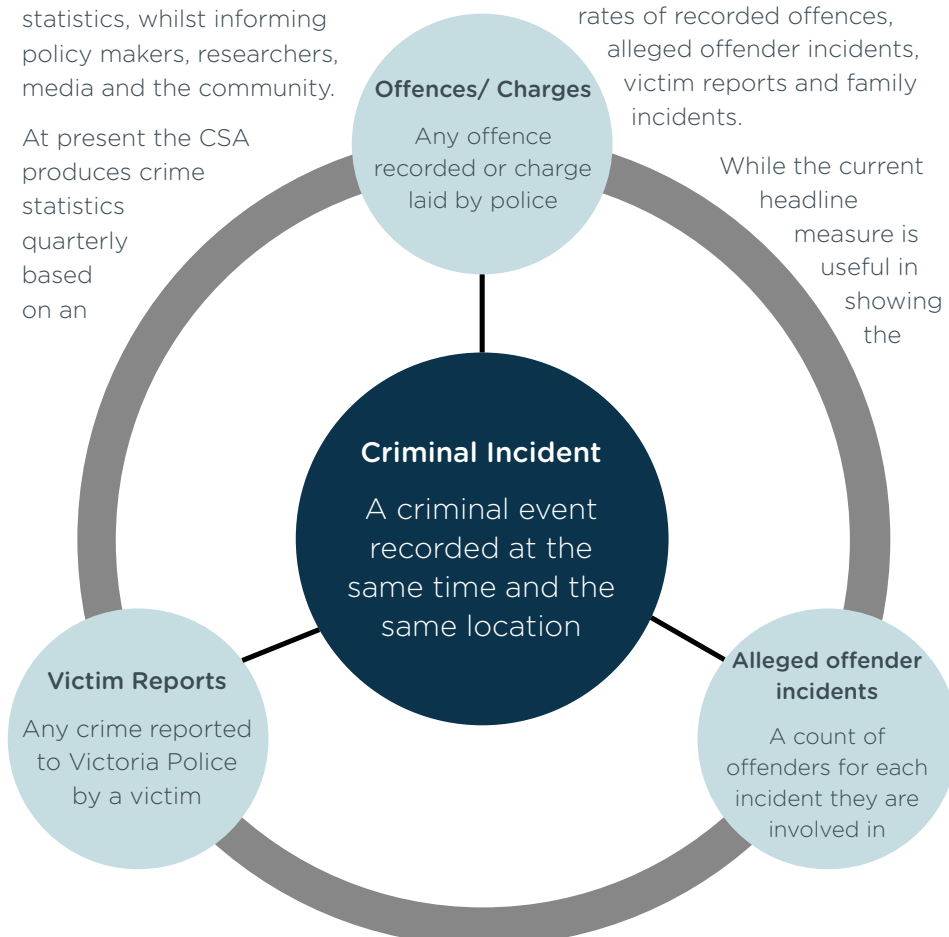 statistics, whilst informing
policy makers, researchers,
media and the community.
At present the CSA
produces crime
statistics
quarterly
based
on an
rates of recorded offences,
alleged offender incidents,
victim reports and family
incidents.
While the current
headline
measure is
useful in
showing
the
Offences/ Charges
Any offence
recorded or charge
laid by police
Criminal Incident
A criminal event
recorded at the
same time and the
same location
Victim Reports
Any crime reported
to Victoria Police
by a victim
Alleged offender
incidents
A count of
offenders for each
incident they are
involved in